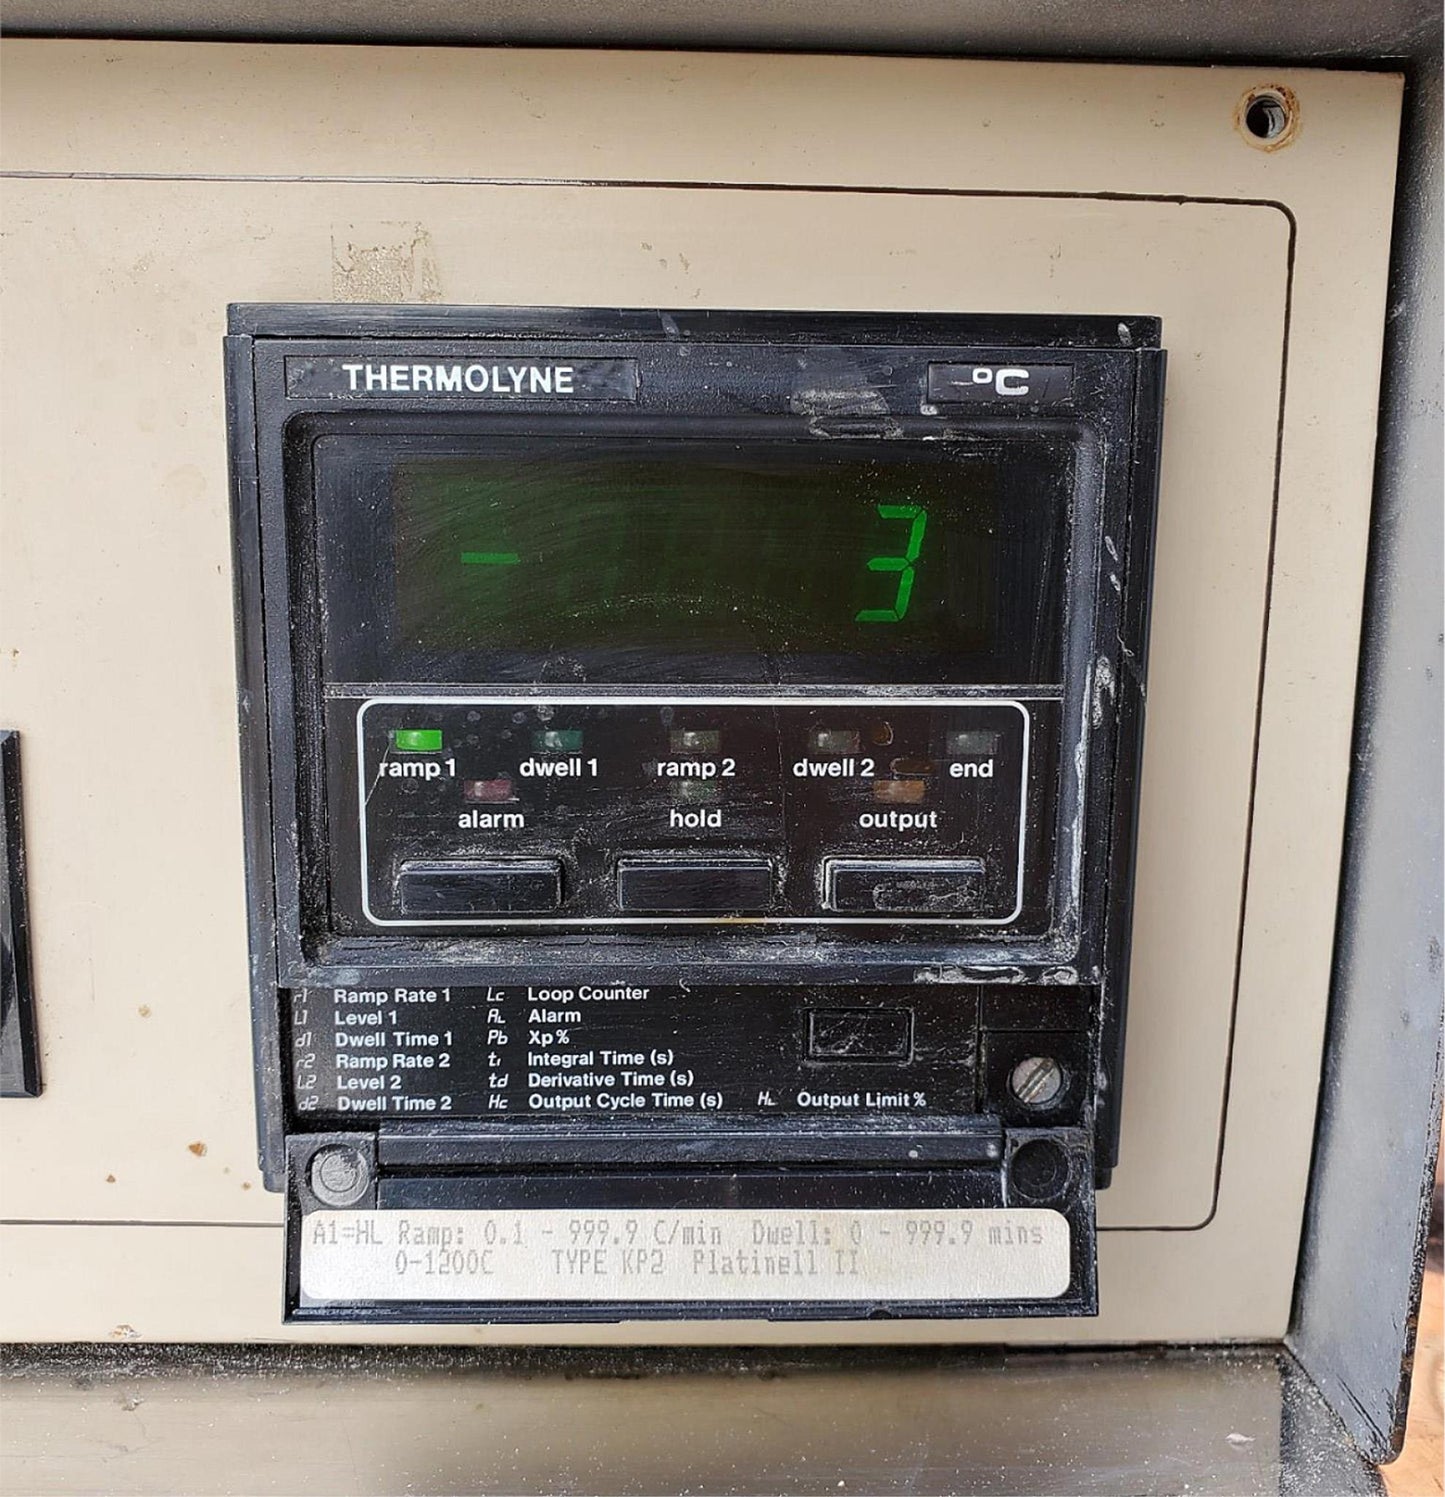 THERMOLYNE °C
- 3
ramp 1 dwell 1 ramp 2 dwell 2 end
alarm hold output
r1 Ramp Rate 1 Lc Loop Counter
L1 Level 1 AL Alarm
d1 Dwell Time 1 Pb Xp%
r2 Ramp Rate 2 tı Integral Time (s)
L2 Level 2 td Derivative Time (s)
d2 Dwell Time 2 Hc Output Cycle Time (s) HL Output Limit %
A1=HL Ramp: 0.1 - 999.9 C/min Dwell: 0 - 999.9 mins
0-1200C TYPE KP2 Platinell II